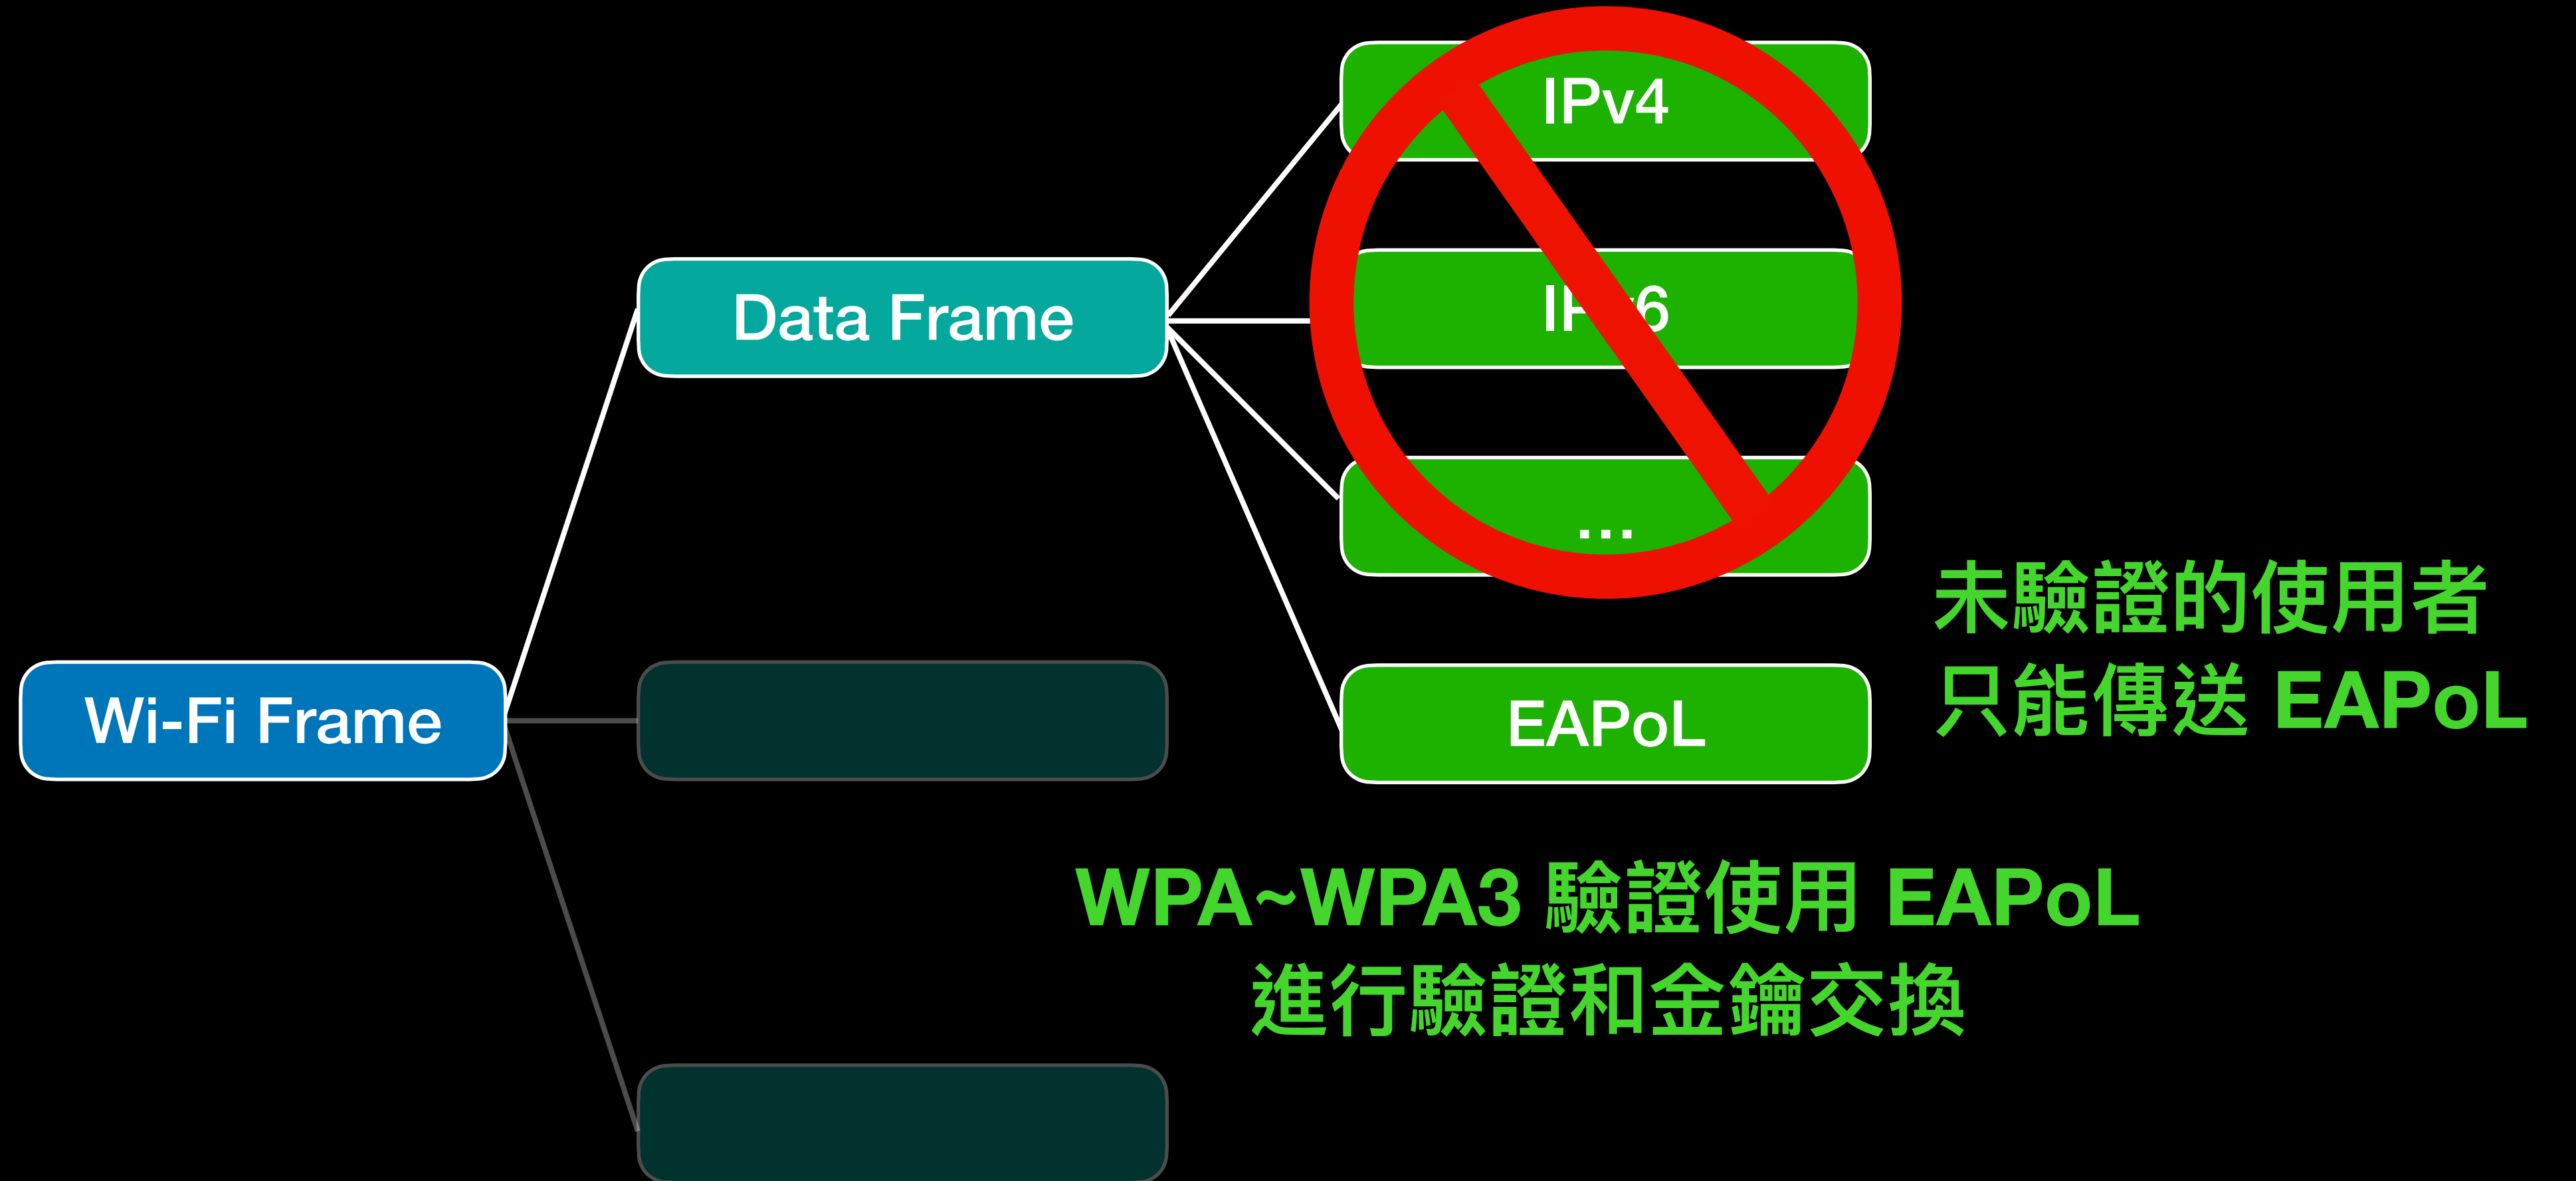 IPv4
Data Frame
...
Wi-Fi Frame
EAPoL
未驗證的使用者
只能傳送 EAPoL
WPA~WPA3 驗證使用 EAPoL
進行驗證和金鑰交換